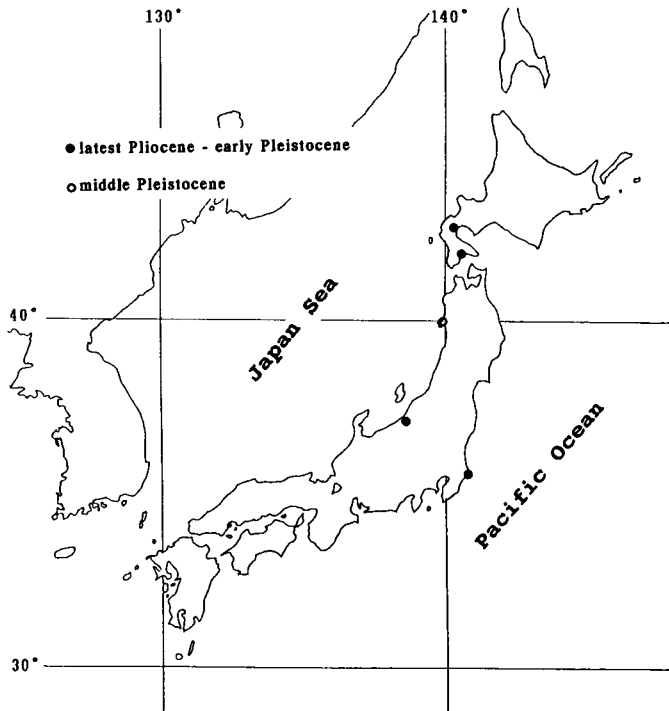 130°
140°
● latest Pliocene - early Pleistocene
○ middle Pleistocene
40°
Japan Sea
Pacific Ocean
30°